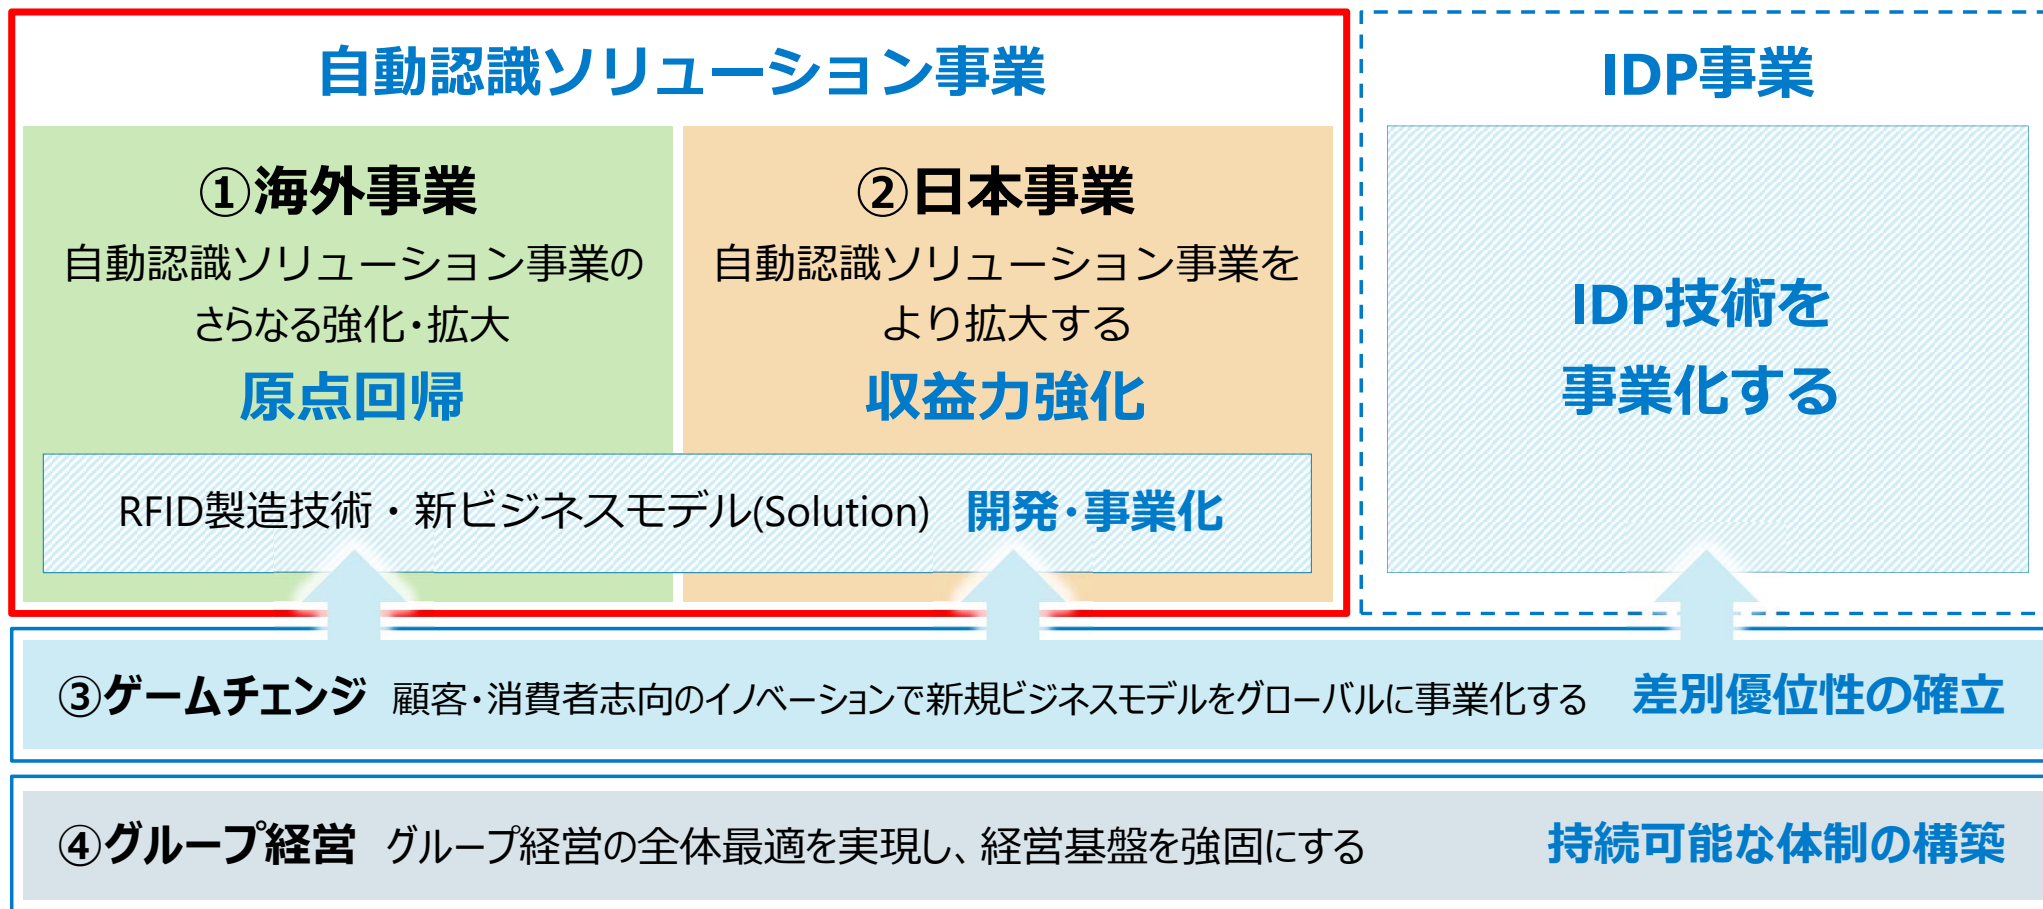 自動認識ソリューション事業
①海外事業
自動認識ソリューション事業の
さらなる強化・拡大
原点回帰
②日本事業
自動認識ソリューション事業を
より拡大する
収益力強化
RFID製造技術・新ビジネスモデル(Solution) 開発・事業化
IDP事業
IDP技術を
事業化する
③ゲームチェンジ 顧客・消費者志向のイノベーションで新規ビジネスモデルをグローバルに事業化する 差別優位性の確立
④グループ経営 グループ経営の全体最適を実現し、経営基盤を強固にする 持続可能な体制の構築